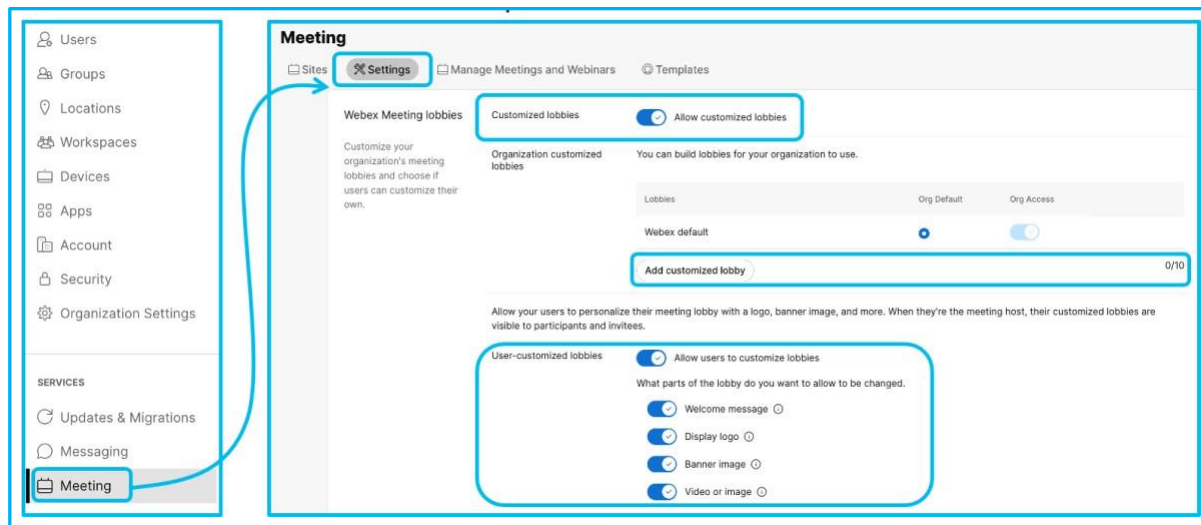 Users
Groups
Locations
Workspaces
Devices
Apps
Account
Security
Organization Settings
SERVICES
Updates & Migrations
Messaging
Meeting
Meeting
Sites Settings Manage Meetings and Webinars Templates
Webex Meeting lobbies
Customize your
organization's meeting
lobbies and choose if
users can customize their
own.
Customized lobbies Allow customized lobbies
Organization customized
lobbies
You can build lobbies for your organization to use.
Lobbies Org Default Org Access
Webex default
Add customized lobby 0/10
Allow your users to personalize their meeting lobby with a logo, banner image, and more. When they're the meeting host, their customized lobbies are
visible to participants and invitees.
User-customized lobbies Allow users to customize lobbies
What parts of the lobby do you want to allow to be changed.
Welcome message
Display logo
Banner image
Video or image